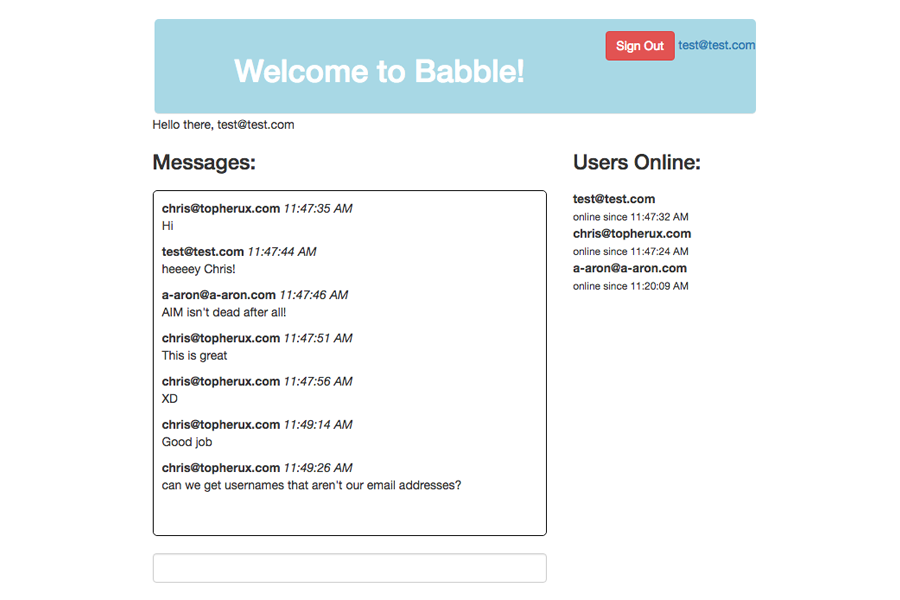 Sign Out test@test.com
Welcome to Babble!
Hello there, test@test.com
Messages:
chris@topherux.com 11:47:35 AM
Hi
test@test.com 11:47:44 AM
heeeey Chris!
a-aron@a-aron.com 11:47:46 AM
AIM isn't dead after all!
chris@topherux.com 11:47:51 AM
This is great
chris@topherux.com 11:47:56 AM
XD
chris@topherux.com 11:49:14 AM
Good job
chris@topherux.com 11:49:26 AM
can we get usernames that aren't our email addresses?
Users Online:
test@test.com
online since 11:47:32 AM
chris@topherux.com
online since 11:47:24 AM
a-aron@a-aron.com
online since 11:20:09 AM